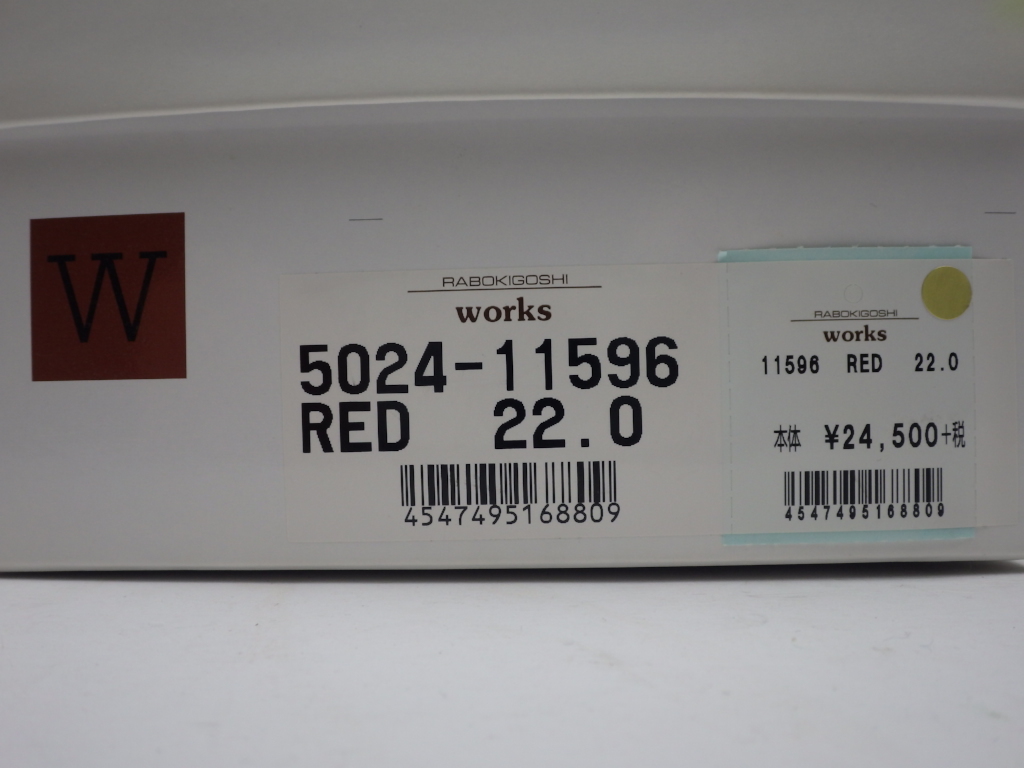 W
RABOKIGOSHI
works
5024-11596
RED 22.0
4547495168809
RABOKIGOSHI
works
11596 RED 22.0
本体 ¥24,500+税
4547495168809